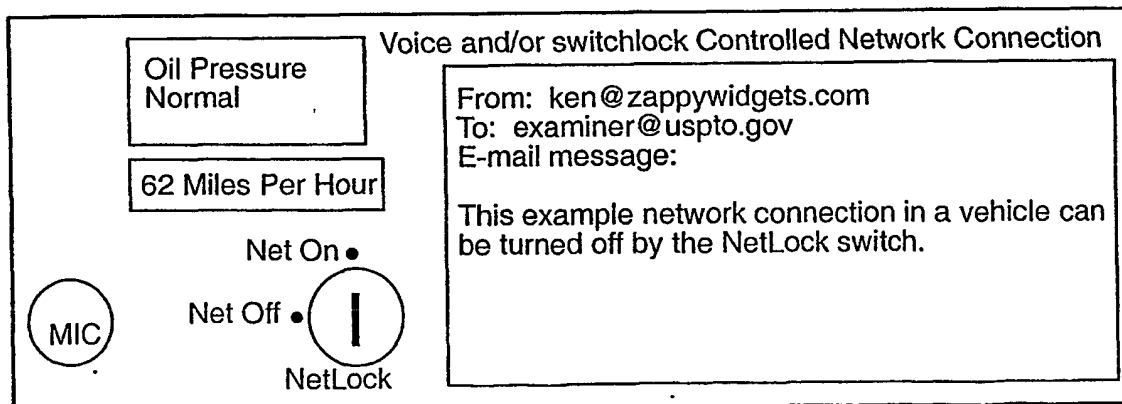 Voice and/or switchlock Controlled Network Connection
Oil Pressure
Normal
62 Miles Per Hour
Net On
Net Off
MIC
NetLock
From: ken@zappywidgets.com
To: examiner@uspto.gov
E-mail message:
This example network connection in a vehicle can
be turned off by the NetLock switch.